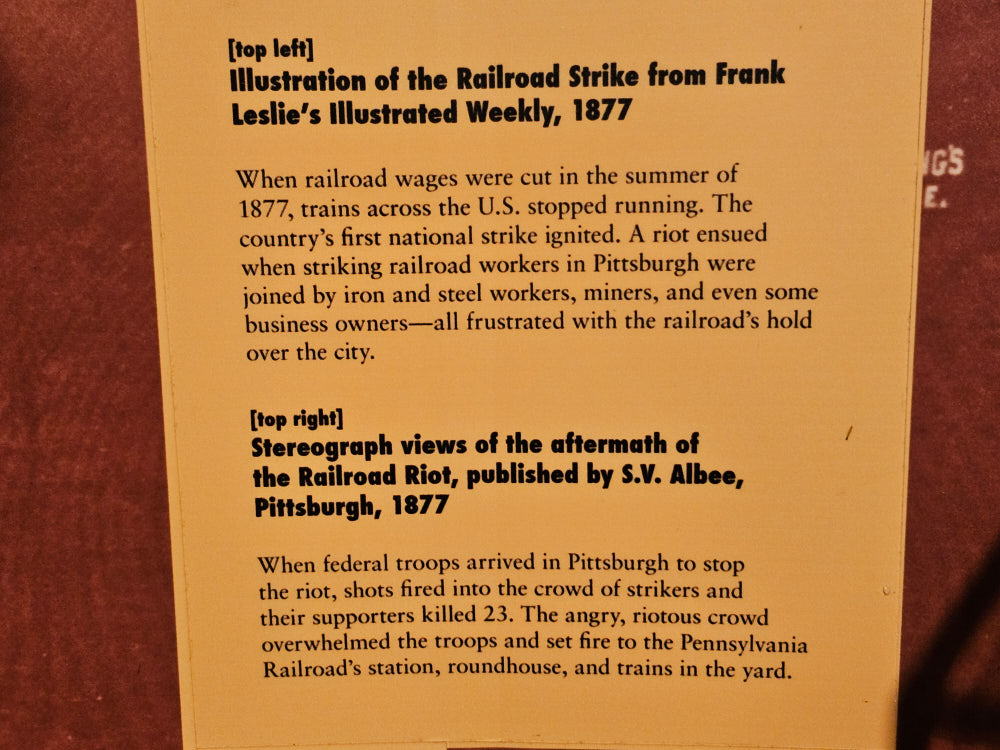 [top left]
Illustration of the Railroad Strike from Frank
Leslie's Illustrated Weekly, 1877
When railroad wages were cut in the summer of
1877, trains across the U.S. stopped running. The
country's first national strike ignited. A riot ensued
when striking railroad workers in Pittsburgh were
joined by iron and steel workers, miners, and even some
business owners—all frustrated with the railroad's hold
over the city.
[top right]
Stereograph views of the aftermath of
the Railroad Riot, published by S.V. Albee,
Pittsburgh, 1877
When federal troops arrived in Pittsburgh to stop
the riot, shots fired into the crowd of strikers and
their supporters killed 23. The angry, riotous crowd
overwhelmed the troops and set fire to the Pennsylvania
Railroad's station, roundhouse, and trains in the yard.